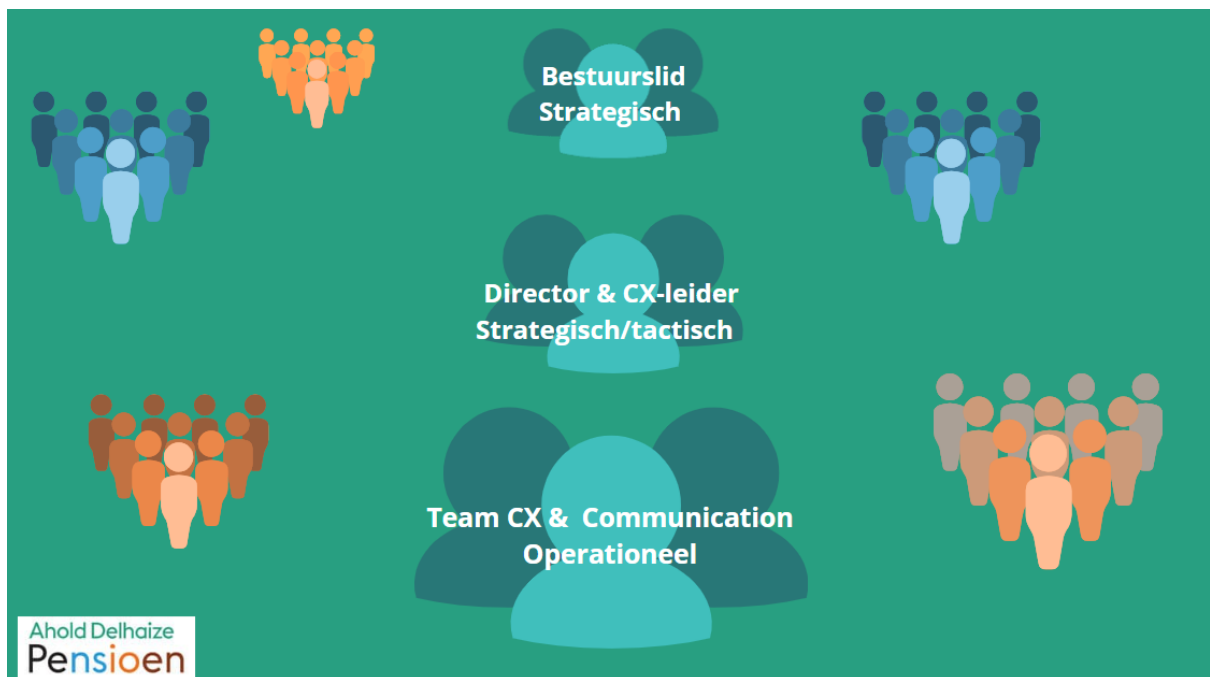 Bestuurslid
Strategisch
Director & CX-leider
Strategisch/tactisch
Team CX & Communication
Operationeel
Ahold Delhaize
Pensioen